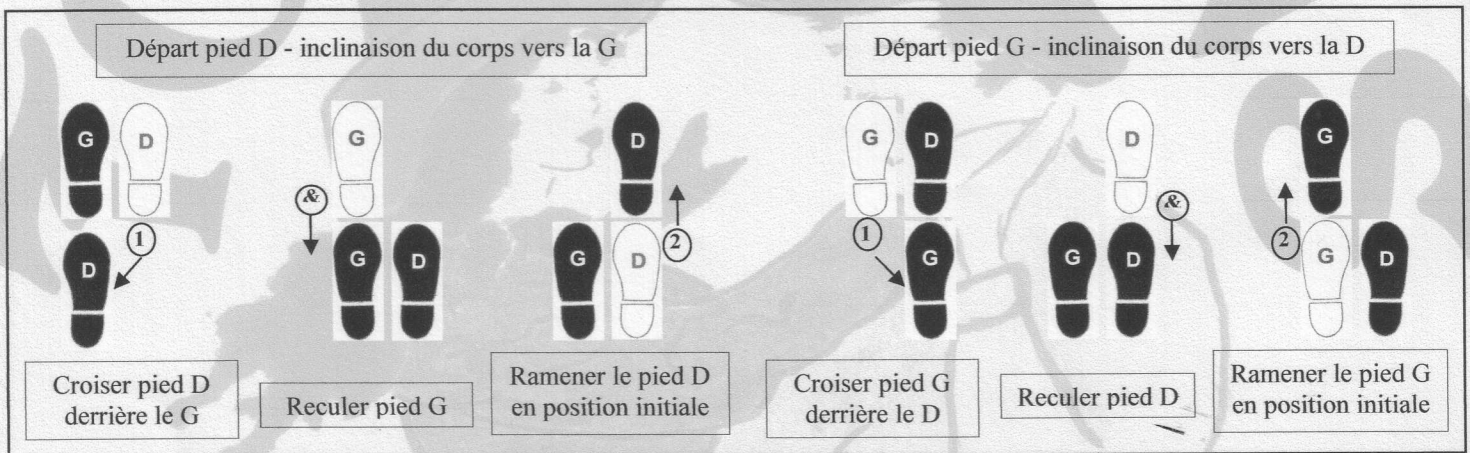 Départ pied D - inclinaison du corps vers la G
G D
1
D
Croiser pied D
derrière le G
G
&
G D
Reculer pied G
D
2
G D
Ramener le pied D
en position initiale
Départ pied G - inclinaison du corps vers la D
G D
1
G
Croiser pied G
derrière le D
D
&
G D
Reculer pied D
G
2
G D
Ramener le pied G
en position initiale